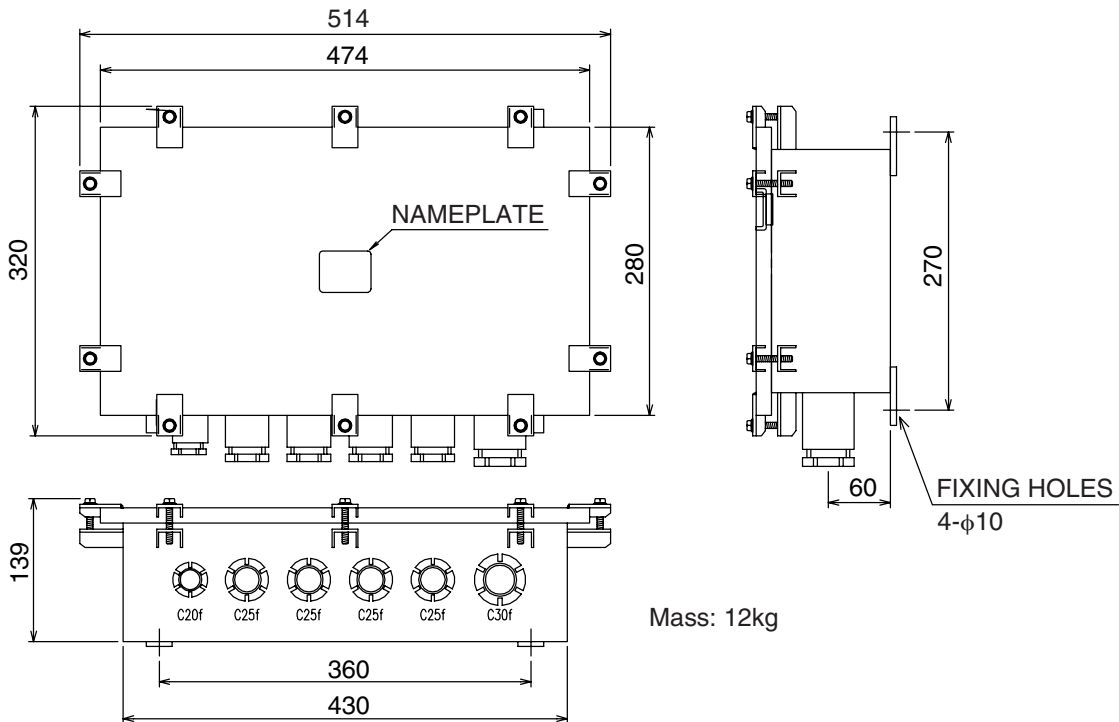 514
474
320
NAMEPLATE
280
270
60
FIXING HOLES
4-ϕ10
139
C20f C25f C25f C25f C25f C30f
Mass: 12kg
360
430